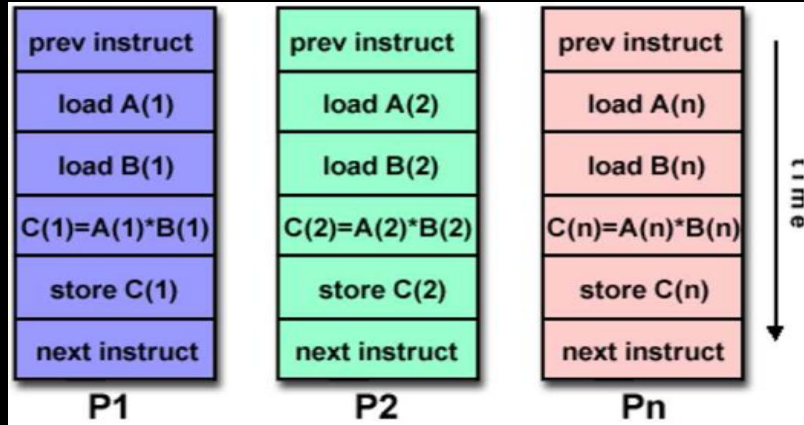 prev instruct
load A(1)
load B(1)
C(1)=A(1)*B(1)
store C(1)
next instruct
P1
prev instruct
load A(2)
load B(2)
C(2)=A(2)*B(2)
store C(2)
next instruct
P2
prev instruct
load A(n)
load B(n)
C(n)=A(n)*B(n)
store C(n)
next instruct
Pn
time